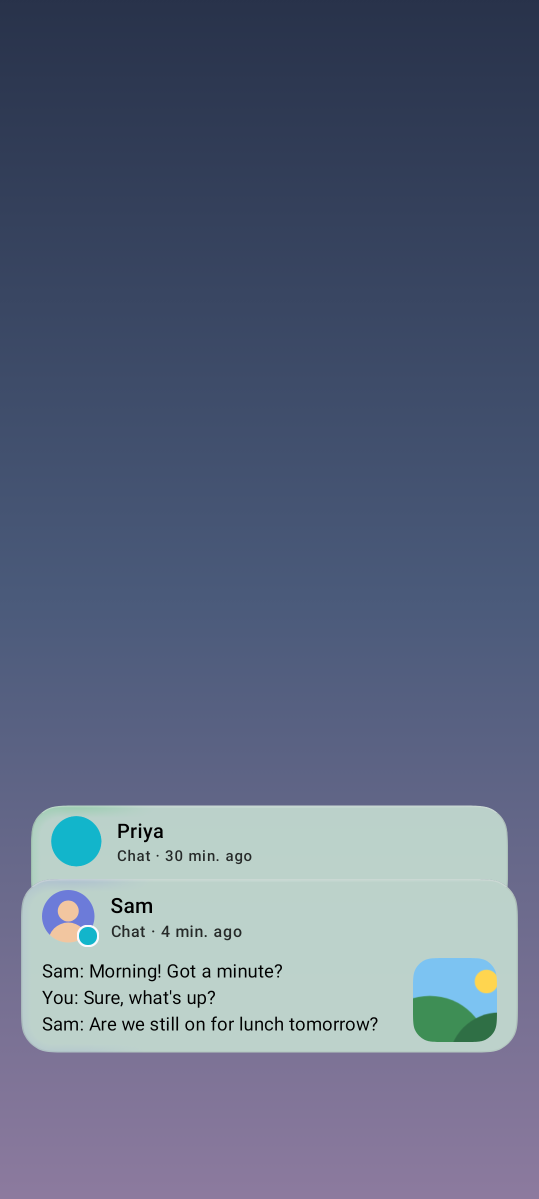 Priya
Chat · 30 min. ago
Sam
Chat · 4 min. ago
Sam: Morning! Got a minute?
You: Sure, what's up?
Sam: Are we still on for lunch tomorrow?